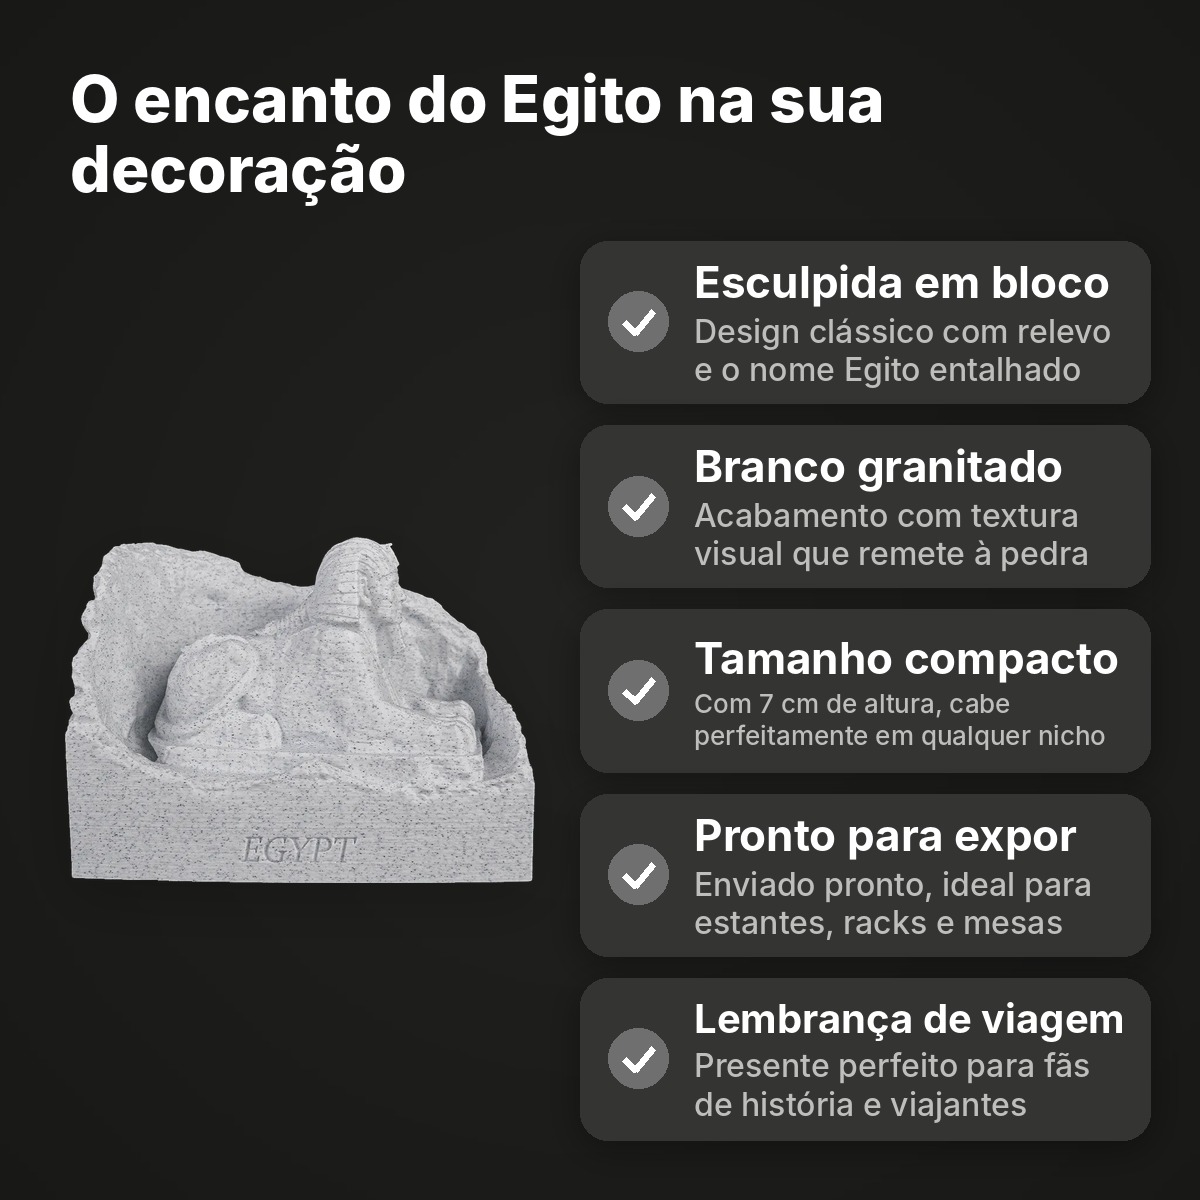 O encanto do Egito na sua
decoração
Esculpida em bloco
Design clássico com relevo
e o nome Egito entalhado
Branco granitado
Acabamento com textura
visual que remete à pedra
Tamanho compacto
Com 7 cm de altura, cabe
perfeitamente em qualquer nicho
Pronto para expor
Enviado pronto, ideal para
estantes, racks e mesas
Lembrança de viagem
Presente perfeito para fãs
de história e viajantes
EGYPT